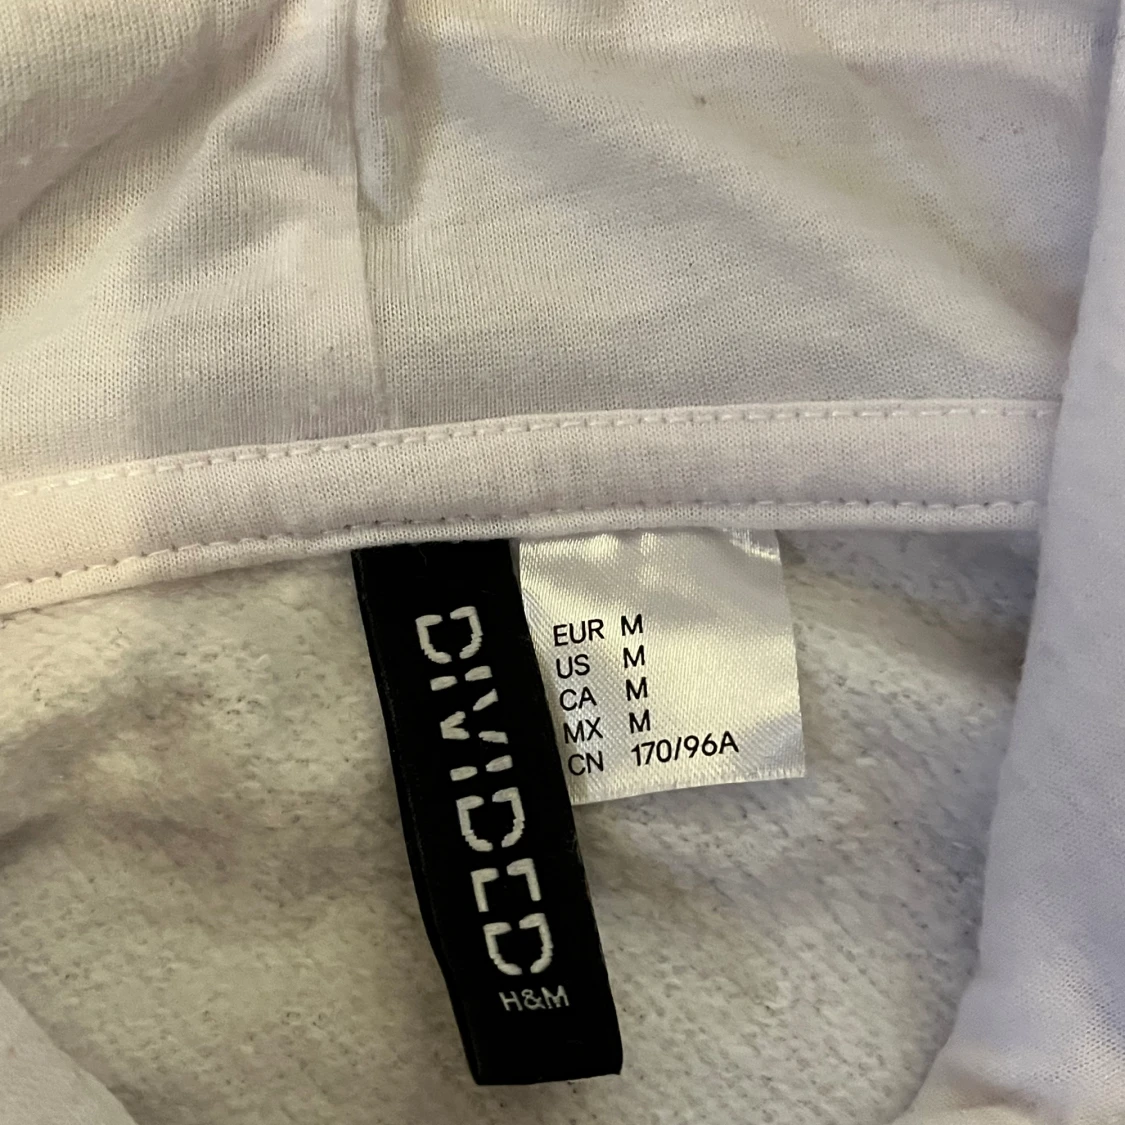 DIVIDED
H&M
EUR M
US M
CA M
MX M
CN 170/96A